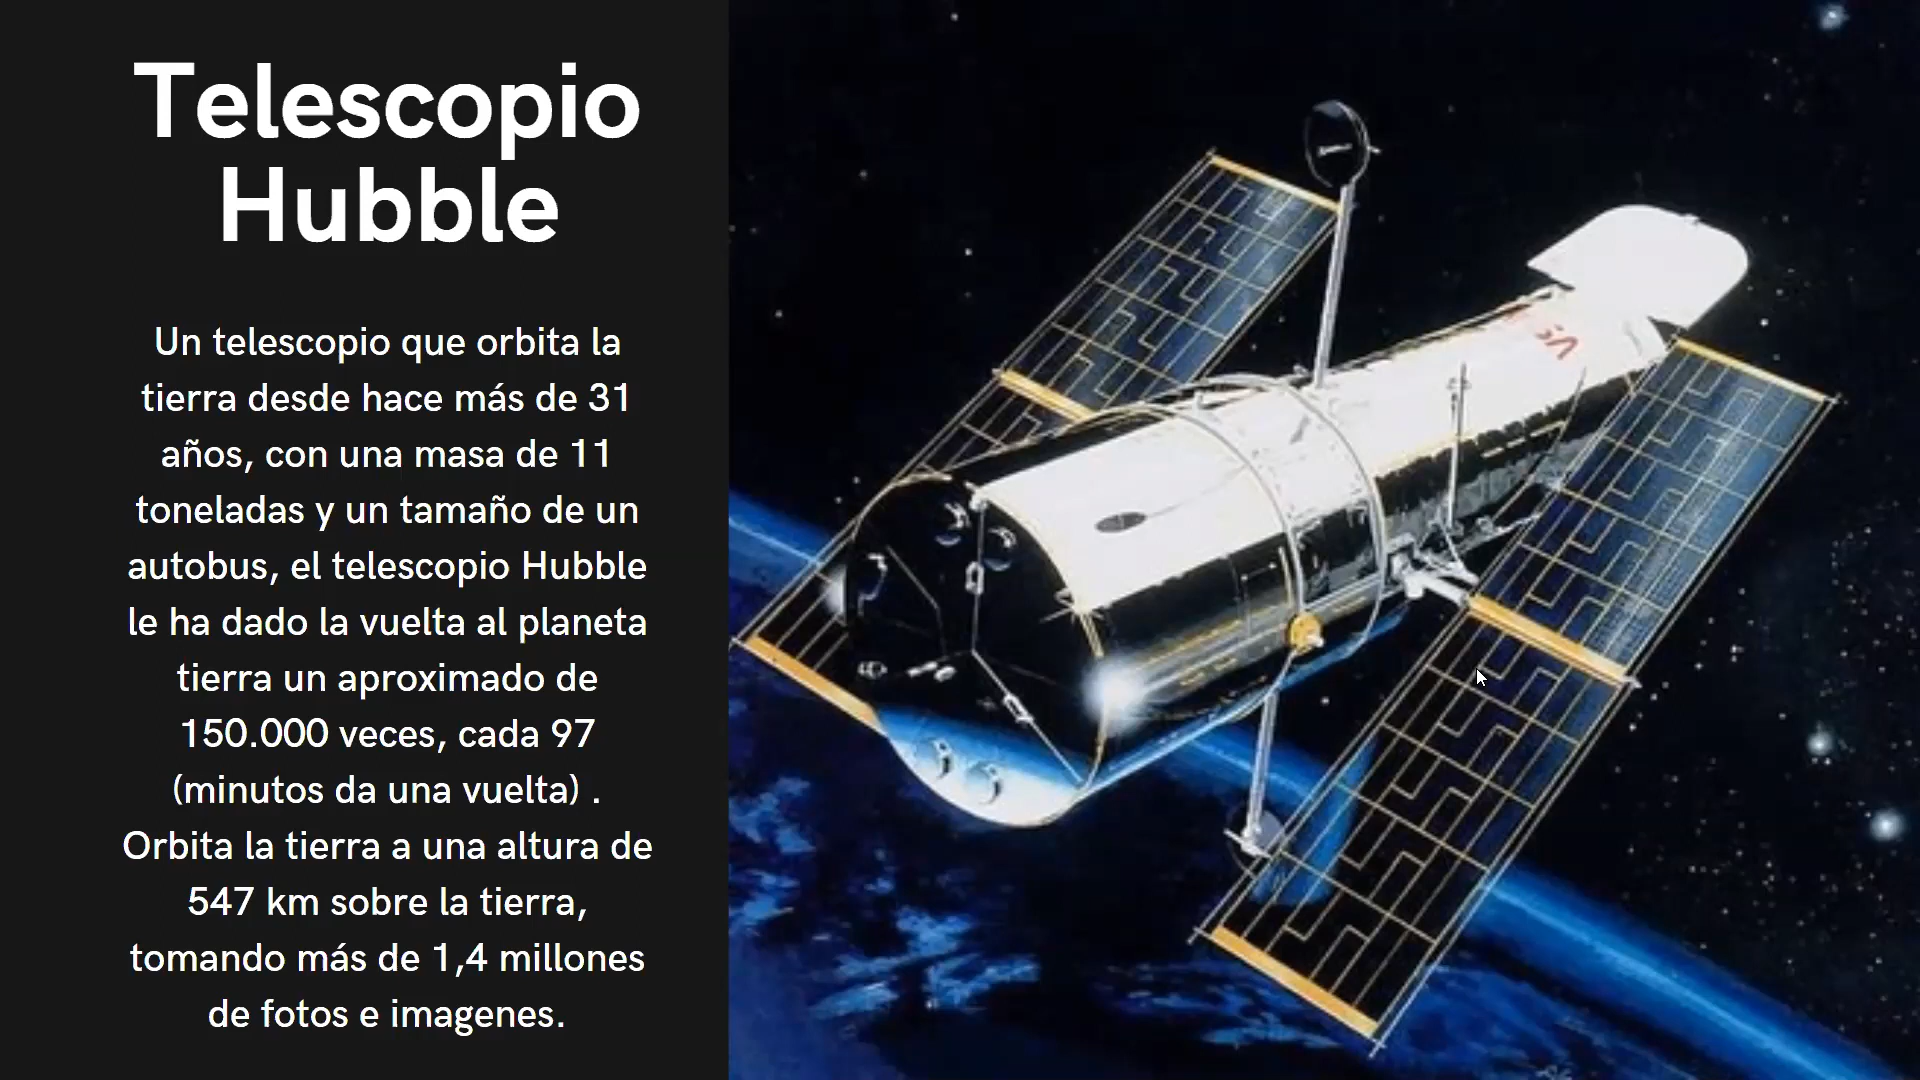 Telescopio
Hubble
Un telescopio que orbita la
tierra desde hace más de 31
años, con una masa de 11
toneladas y un tamaño de un
autobus, el telescopio Hubble
le ha dado la vuelta al planeta
tierra un aproximado de
150.000 veces, cada 97
(minutos da una vuelta) .
Orbita la tierra a una altura de
547 km sobre la tierra,
tomando más de 1,4 millones
de fotos e imagenes.